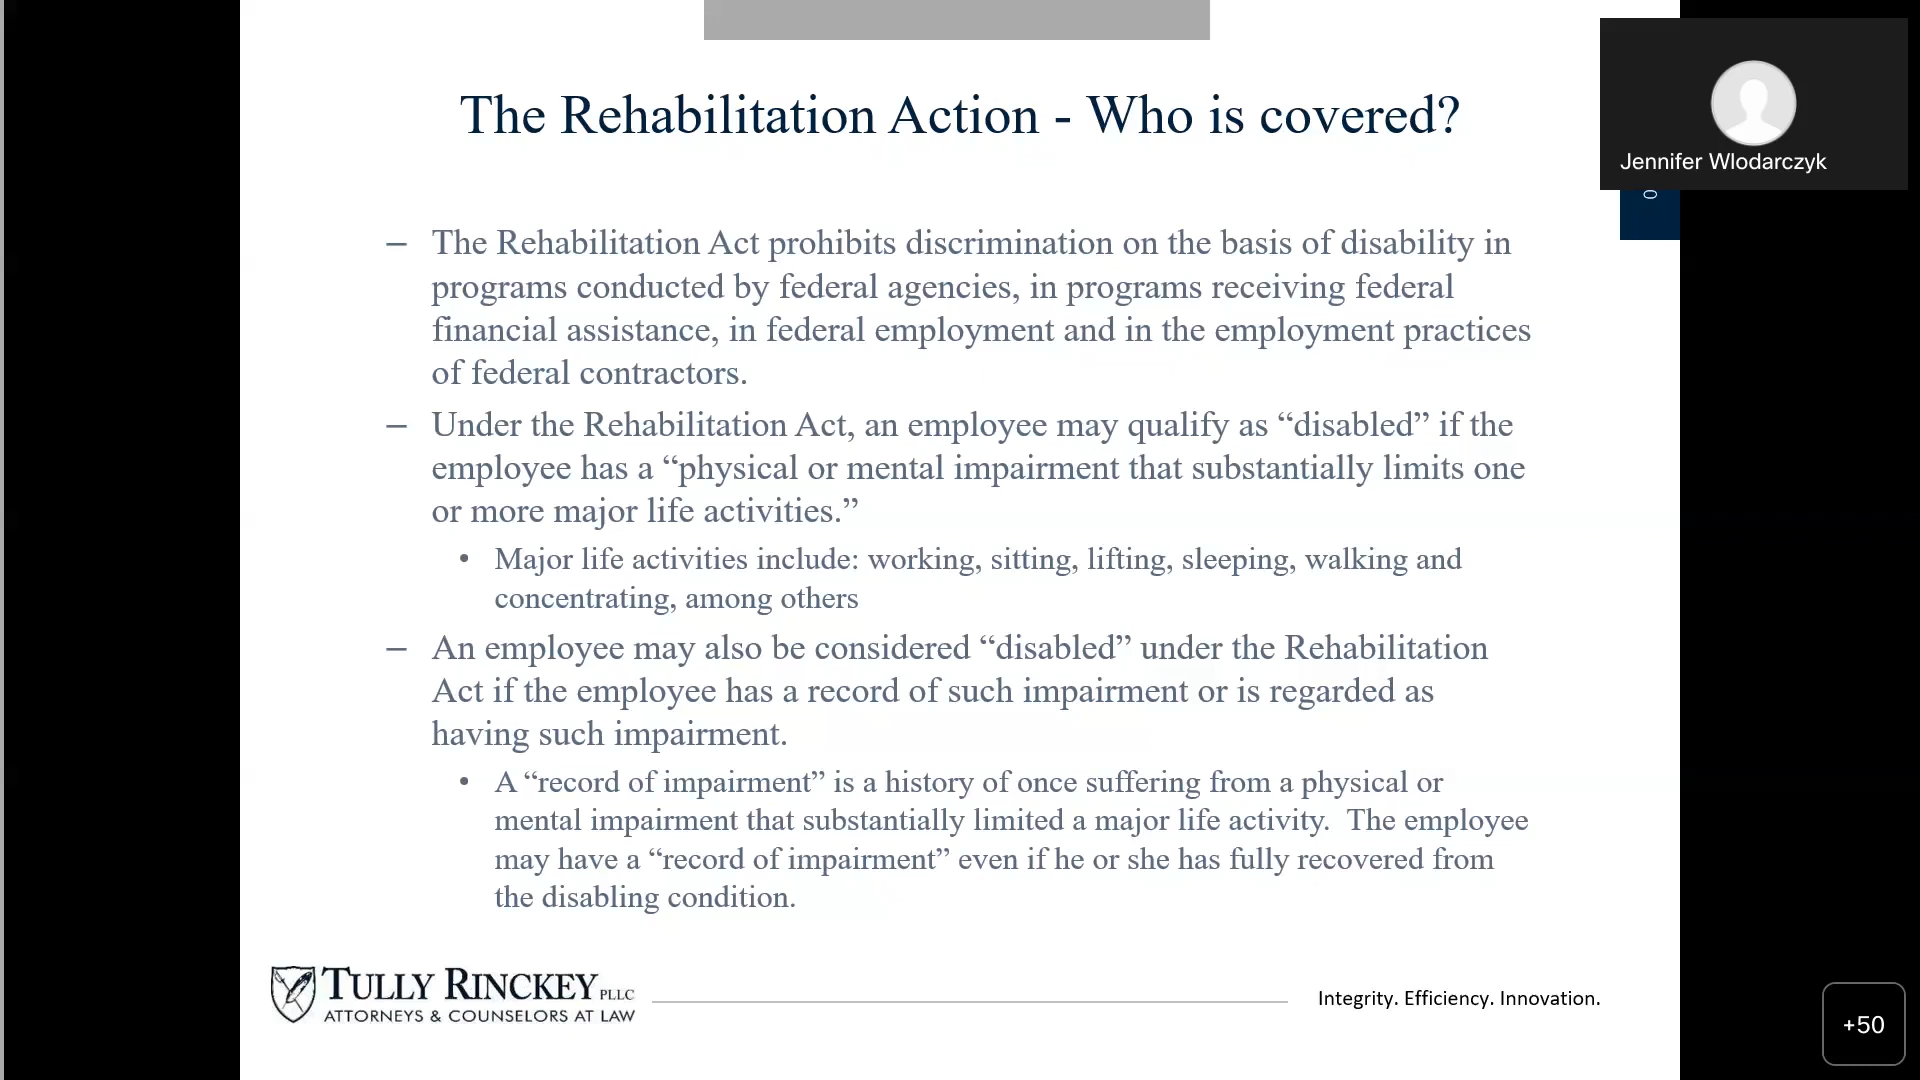 The Rehabilitation Action - Who is covered?
Jennifer Wlodarczyk
0
– The Rehabilitation Act prohibits discrimination on the basis of disability in
programs conducted by federal agencies, in programs receiving federal
financial assistance, in federal employment and in the employment practices
of federal contractors.
– Under the Rehabilitation Act, an employee may qualify as “disabled” if the
employee has a “physical or mental impairment that substantially limits one
or more major life activities.”
• Major life activities include: working, sitting, lifting, sleeping, walking and
concentrating, among others
– An employee may also be considered “disabled” under the Rehabilitation
Act if the employee has a record of such impairment or is regarded as
having such impairment.
• A “record of impairment” is a history of once suffering from a physical or
mental impairment that substantially limited a major life activity.  The employee
may have a “record of impairment” even if he or she has fully recovered from
the disabling condition.
TULLY RINCKEY PLLC
ATTORNEYS & COUNSELORS AT LAW
Integrity. Efficiency. Innovation.
+50